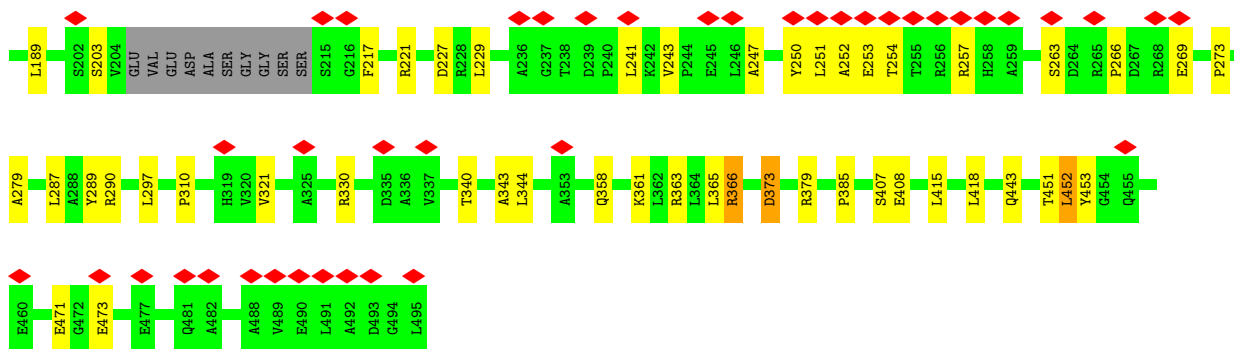 L189 S202 S203 V204 GLU VAL GLU ASP ALA SER GLY GLY SER SER S215 G216 F217 R221 D227 R228 L229 A236 G237 T238 D239 P240 L241 K242 V243 P244 E245 L246 A247 Y250 L251 A252 E253 T254 T255 R256 R257 H258 A259 S263 D264 R265 P266 D267 R268 E269 P273
A279 L287 A288 Y289 R290 L297 P310 H319 V320 V321 A325 R330 D335 A336 V337 T340 A343 L344 A353 Q358 K361 L362 R363 L364 L365 R366 D373 R379 P385 S407 E408 L415 L418 Q443 T451 L452 Y453 G454 Q455
E460 E471 G472 E473 E477 Q481 A482 A488 V489 E490 L491 A492 D493 G494 L495